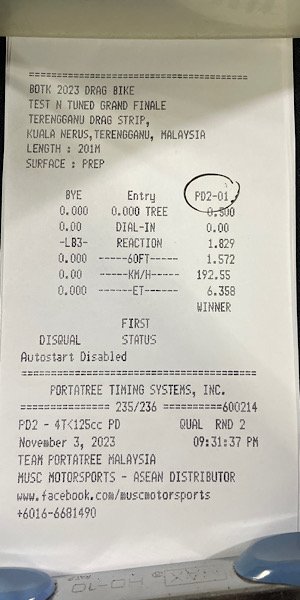 ========================================
BOTK 2023 DRAG BIKE
TEST N TUNED GRAND FINALE
TERENGGANU DRAG STRIP,
KUALA NERUS,TERENGGANU, MALAYSIA
LENGTH : 201M
SURFACE : PREP
BYE Entry PD2-01
0.000 0.000 TREE 0.500
0.00 DIAL-IN 0.00
-LB3- REACTION 1.829
0.000 ------60FT----- 1.572
0.00 ------KM/H----- 192.55
0.000 -------ET------ 6.358
WINNER
FIRST
DISQUAL STATUS
Autostart Disabled
========================================
PORTATREE TIMING SYSTEMS, INC.
=============== 235/236 ==========600214
PD2 - 4T<125cc PD QUAL RND 2
November 3, 2023 09:31:37 PM
TEAM PORTATREE MALAYSIA
MUSC MOTORSPORTS - ASEAN DISTRIBUTOR
www.facebook.com/muscmotorsports
+6016-6681490